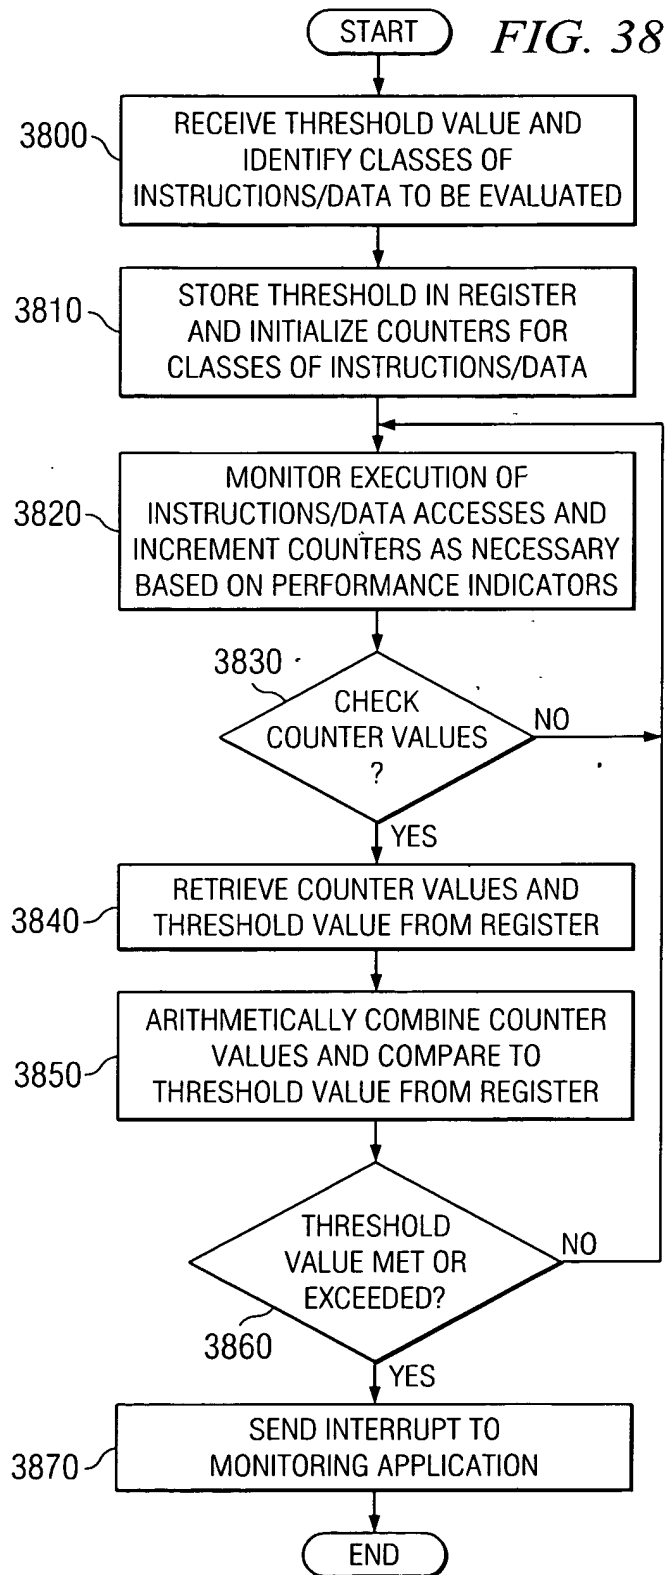 START
FIG. 38
3800
RECEIVE THRESHOLD VALUE AND
IDENTIFY CLASSES OF
INSTRUCTIONS/DATA TO BE EVALUATED
3810
STORE THRESHOLD IN REGISTER
AND INITIALIZE COUNTERS FOR
CLASSES OF INSTRUCTIONS/DATA
3820
MONITOR EXECUTION OF
INSTRUCTIONS/DATA ACCESSES AND
INCREMENT COUNTERS AS NECESSARY
BASED ON PERFORMANCE INDICATORS
3830
CHECK
COUNTER VALUES
?
NO
YES
3840
RETRIEVE COUNTER VALUES AND
THRESHOLD VALUE FROM REGISTER
3850
ARITHMETICALLY COMBINE COUNTER
VALUES AND COMPARE TO
THRESHOLD VALUE FROM REGISTER
THRESHOLD
VALUE MET OR
EXCEEDED?
NO
3860
YES
3870
SEND INTERRUPT TO
MONITORING APPLICATION
END